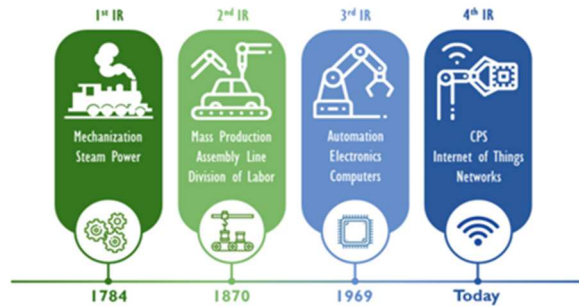 1st IR
Mechanization
Steam Power
1784
2nd IR
Mass Production
Assembly Line
Division of Labor
1870
3rd IR
Automation
Electronics
Computers
1969
4th IR
CPS
Internet of Things
Networks
Today